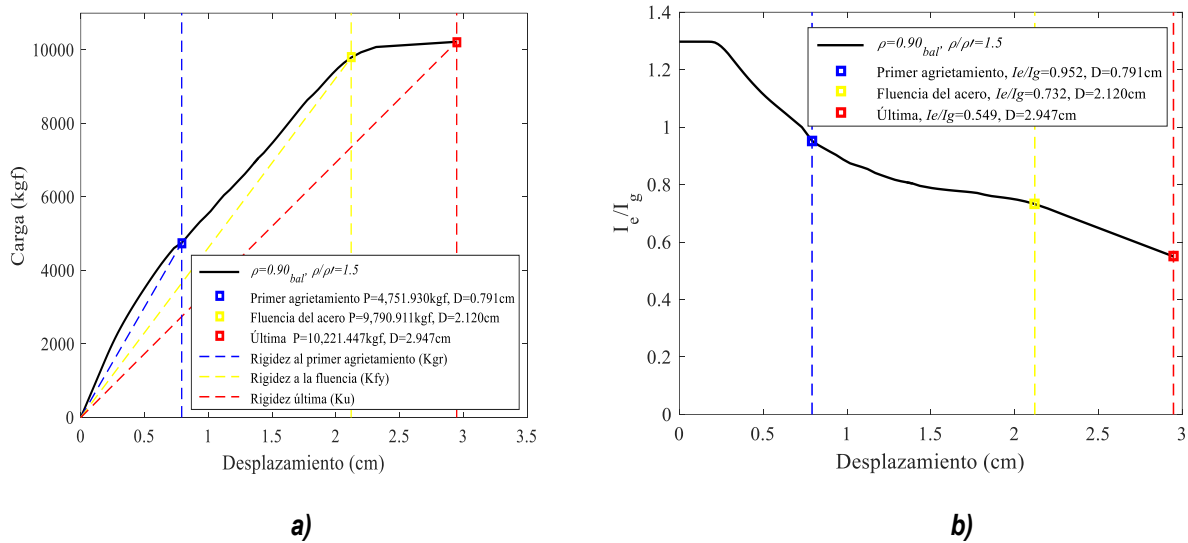 Carga (kgf)
10000
8000
6000
4000
2000
0
ρ=0.90bal, ρ/ρ′=1.5
Primer agrietamiento P=4,751.930kgf, D=0.791cm
Fluencia del acero P=9,790.911kgf, D=2.120cm
Última P=10,221.447kgf, D=2.947cm
Rigidez al primer agrietamiento (Kgr)
Rigidez a la fluencia (Kfy)
Rigidez última (Ku)
0 0.5 1 1.5 2 2.5 3 3.5
Desplazamiento (cm)
a)
I_e/I_g
1.4
1.2
1
0.8
0.6
0.4
0.2
0
ρ=0.90bal, ρ/ρ′=1.5
Primer agrietamiento, Ie/Ig=0.952, D=0.791cm
Fluencia del acero, Ie/Ig=0.732, D=2.120cm
Última, Ie/Ig=0.549, D=2.947cm
0 0.5 1 1.5 2 2.5 3
Desplazamiento (cm)
b)